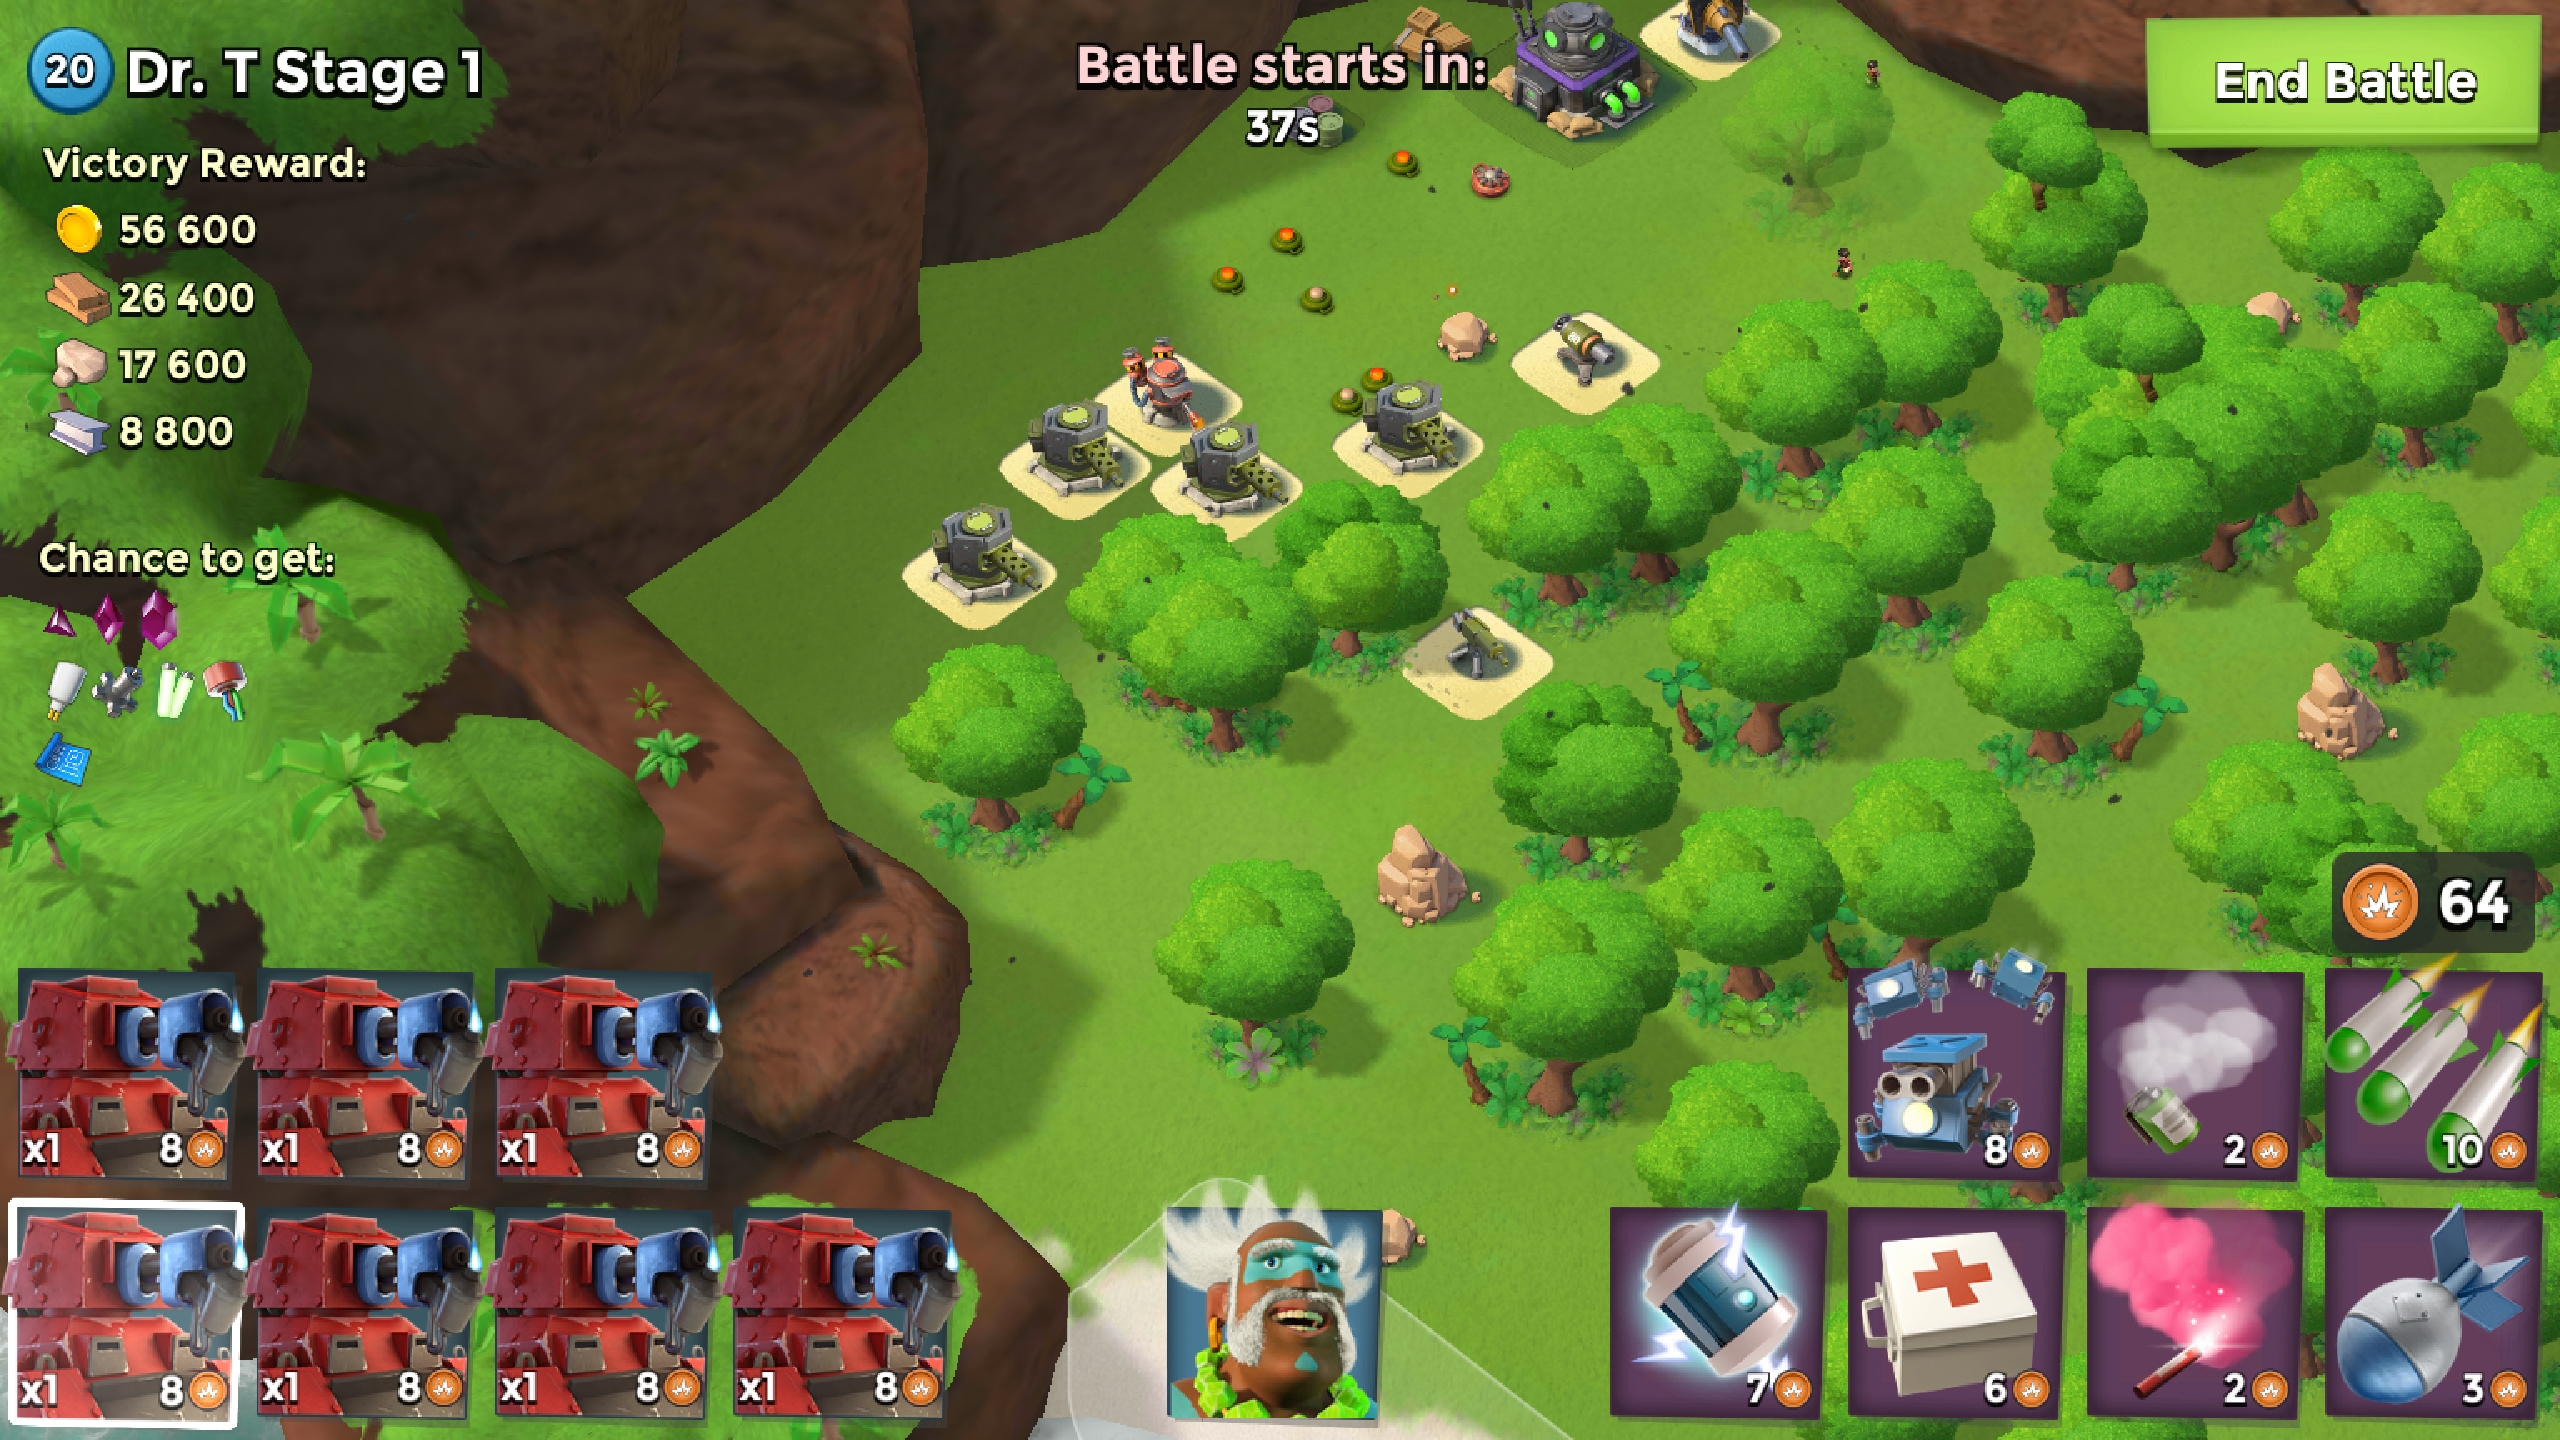 20 Dr. T Stage 1
Victory Reward:
56 600
26 400
17 600
8 800
Chance to get:
Battle starts in:
37s
End Battle
64
x1 8
x1 8
x1 8
8
2
10
x1 8
x1 8
x1 8
x1 8
7
6
2
3